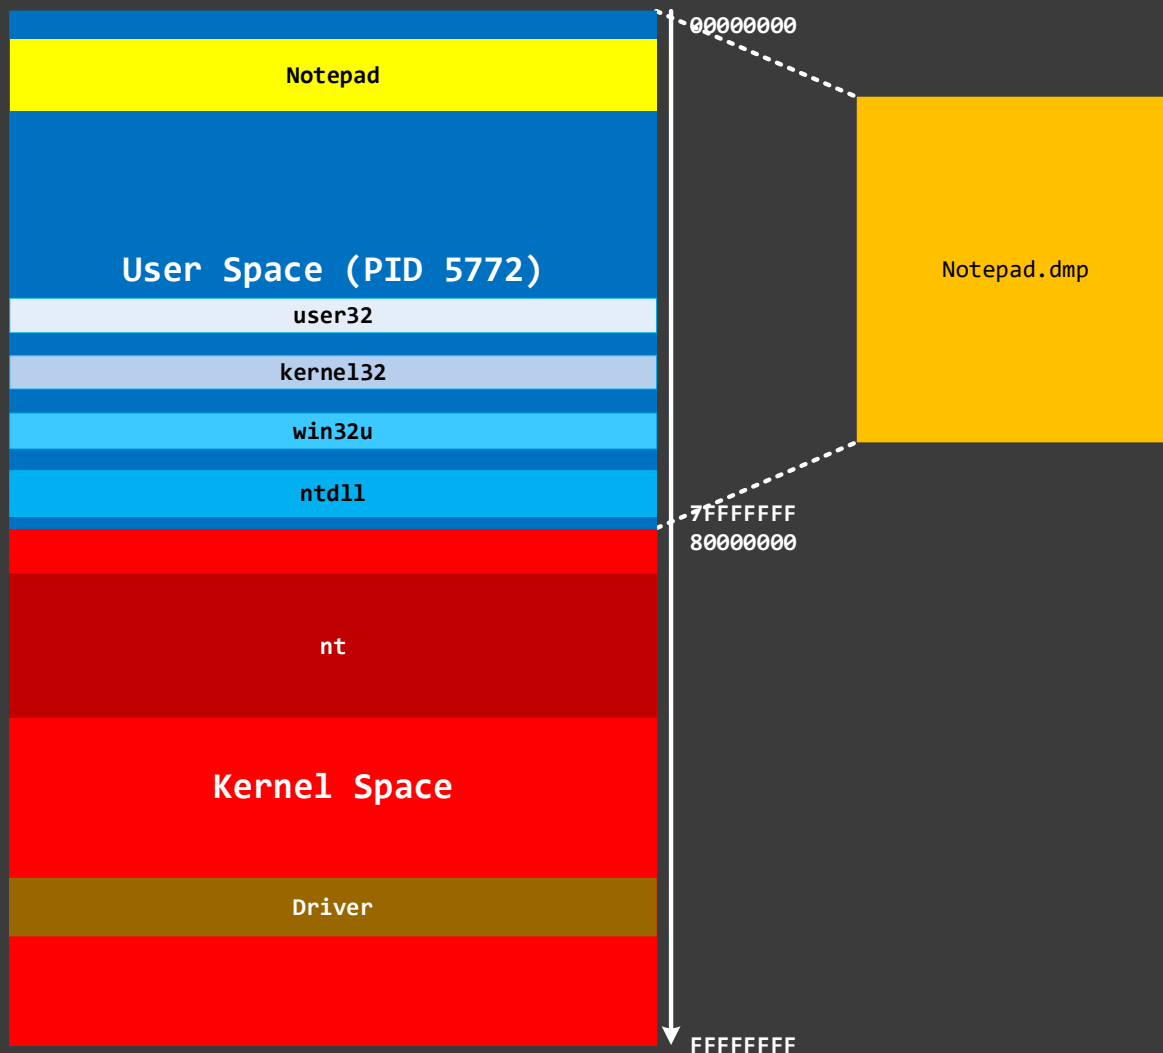 00000000
Notepad
User Space (PID 5772)
Notepad.dmp
user32
kernel32
win32u
ntdll
7FFFFFFF
80000000
nt
Kernel Space
Driver
FFFFFFFF